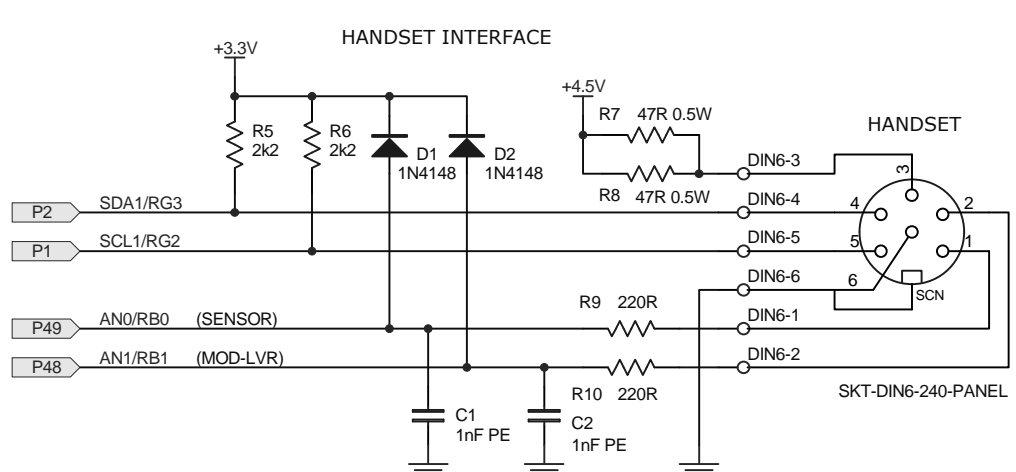 HANDSET INTERFACE
+3.3V
+4.5V
R7 47R 0.5W
HANDSET
R5
2k2
R6
2k2
D1
1N4148
D2
1N4148
DIN6-3
3
R8 47R 0.5W
P2 SDA1/RG3
DIN6-4
4
2
P1 SCL1/RG2
DIN6-5
5
1
DIN6-6
6
SCN
P49 AN0/RB0 (SENSOR)
R9 220R
DIN6-1
P48 AN1/RB1 (MOD-LVR)
DIN6-2
R10 220R
SKT-DIN6-240-PANEL
C1
1nF PE
C2
1nF PE